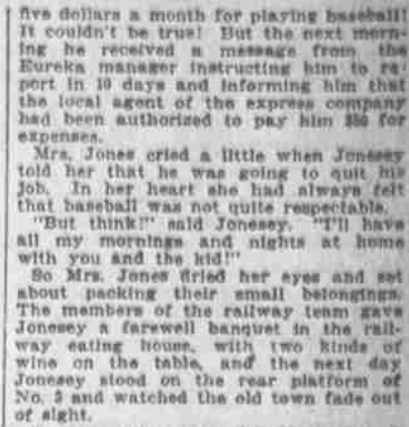 five dollars a month for playing baseball!
It couldn't be true! But the next morn-
ing he received a message from the
Eureka manager instructing him to re-
port in 10 days and informing him that
the local agent of the express company
had been authorized to pay him $50 for
expenses.
Mrs. Jones cried a little when Jonesey
told her that he was going to quit his
job. In her heart she had always felt
that baseball was not quite respectable.
"But think!" said Jonesey. "I'll have
all my mornings and nights at home
with you and the kid!"
So Mrs. Jones dried her eyes and set
about packing their small belongings.
The members of the railway team gave
Jonesey a farewell banquet in the rail-
way eating house, with two kinds of
wine on the table, and the next day
Jonesey stood on the rear platform of
No. 3 and watched the old town fade out
of sight.